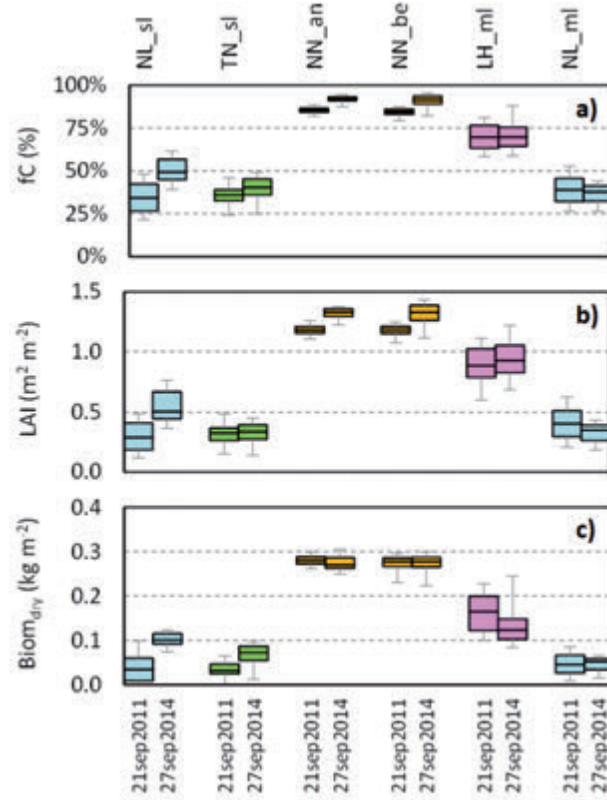 NL_sl TN_sl NN_an NN_be LH_ml NL_ml
a)
fC (%)
100%
75%
50%
25%
0%
b)
LAI (m² m⁻²)
1.5
1.0
0.5
0.0
c)
Biom_dry (kg m⁻²)
0.4
0.3
0.2
0.1
0.0
21sep2011
27sep2014
21sep2011
27sep2014
21sep2011
27sep2014
21sep2011
27sep2014
21sep2011
27sep2014
21sep2011
27sep2014